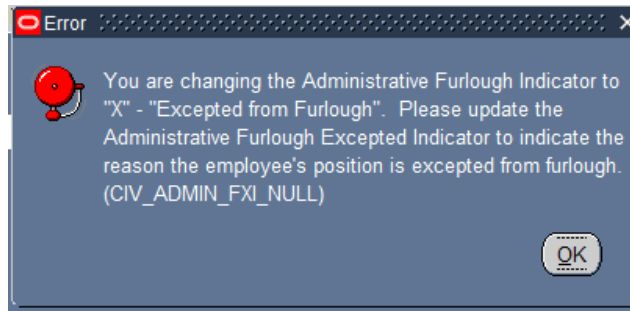 Error
You are changing the Administrative Furlough Indicator to
"X" - "Excepted from Furlough".  Please update the
Administrative Furlough Excepted Indicator to indicate the
reason the employee's position is excepted from furlough.
(CIV_ADMIN_FXI_NULL)
OK